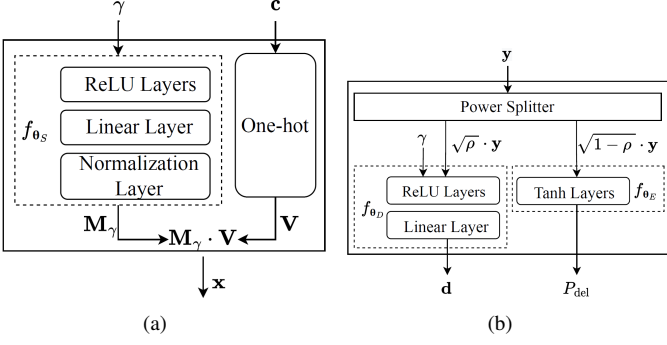 γ
c
ReLU Layers
f_{θ_S}
Linear Layer
One-hot
Normalization
Layer
M_γ
M_γ · V
V
x
(a)
y
Power Splitter
γ
√ρ · y
√(1 − ρ) · y
ReLU Layers
Tanh Layers
f_{θ_E}
f_{θ_D}
Linear Layer
d
P_del
(b)